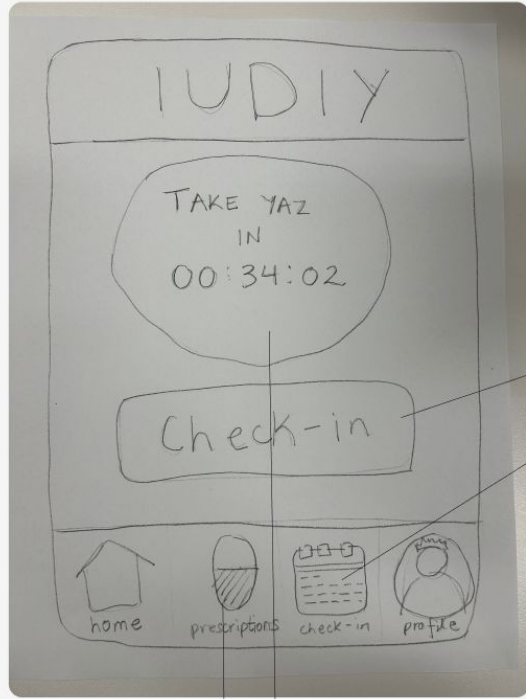 IUDIY
TAKE YAZ
IN
00:34:02
Check-in
home prescriptions check-in profile